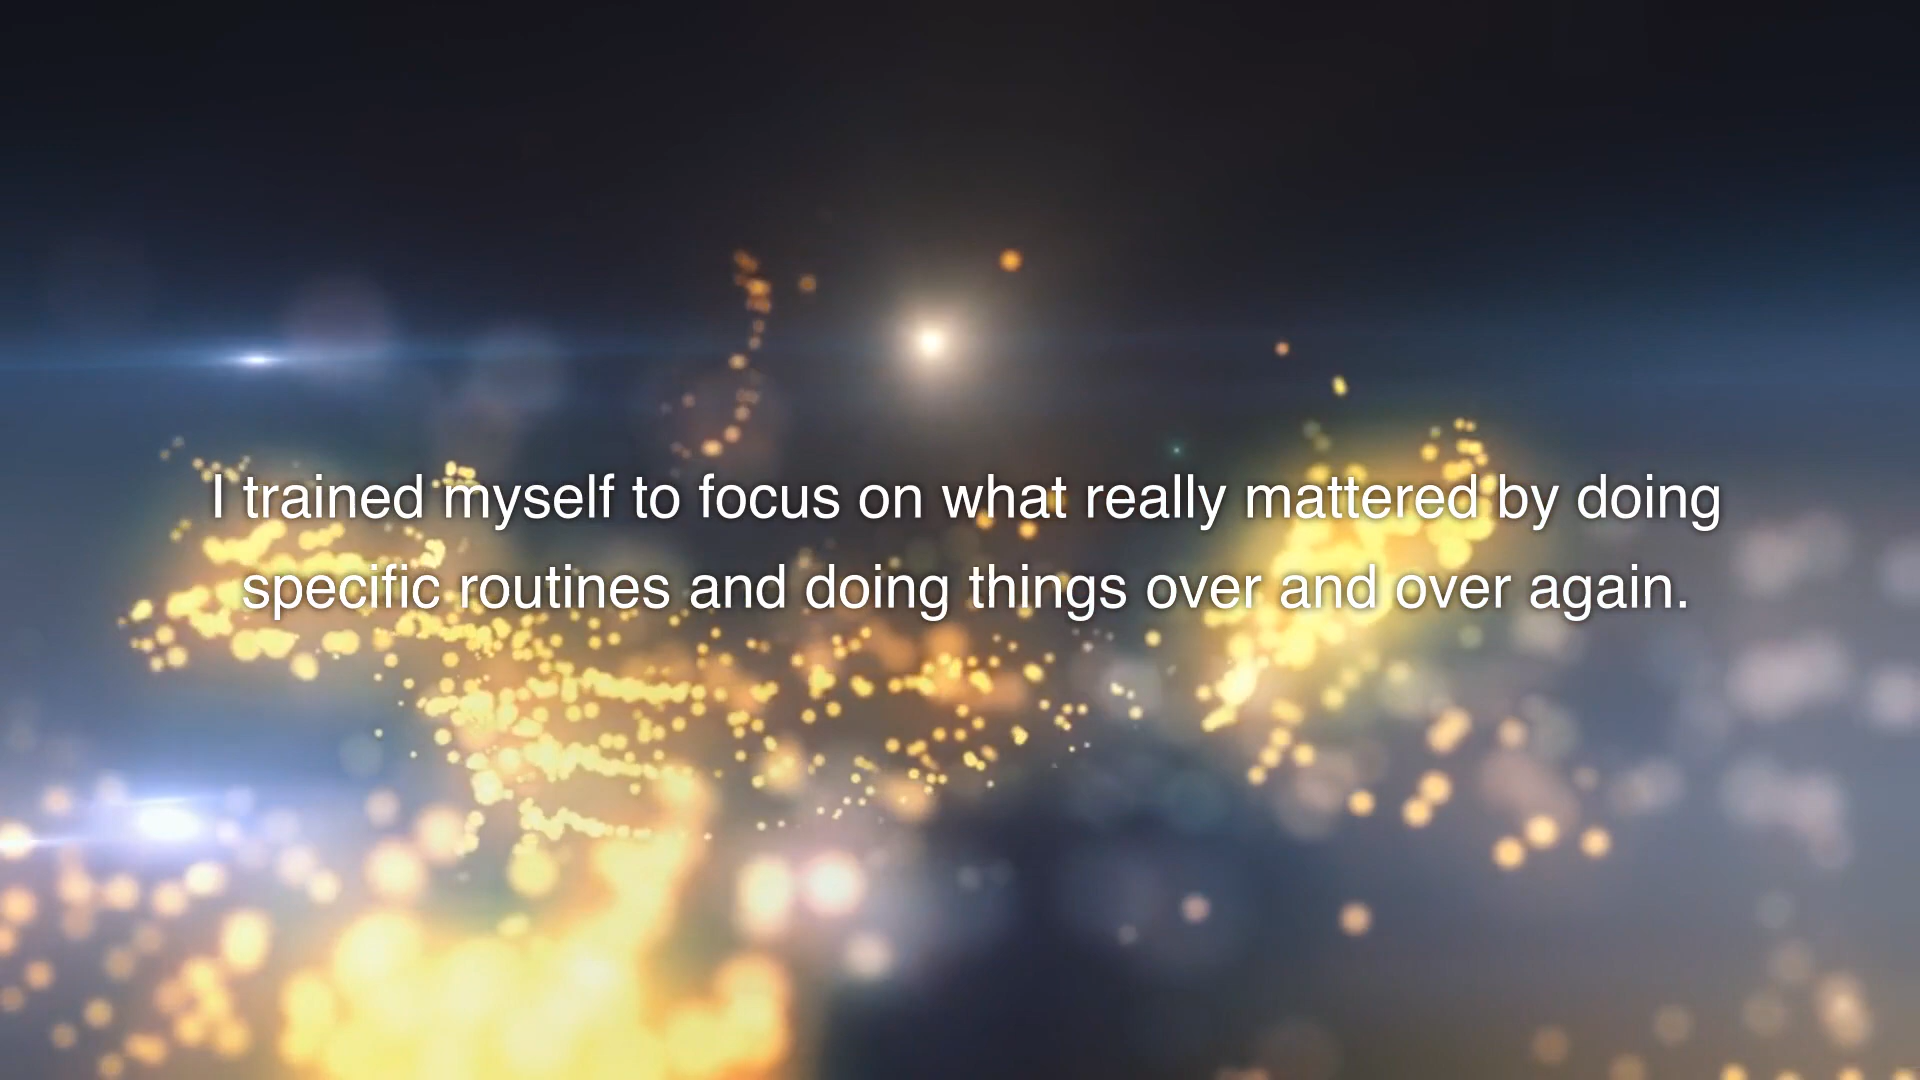 I trained myself to focus on what really mattered by doing
specific routines and doing things over and over again.